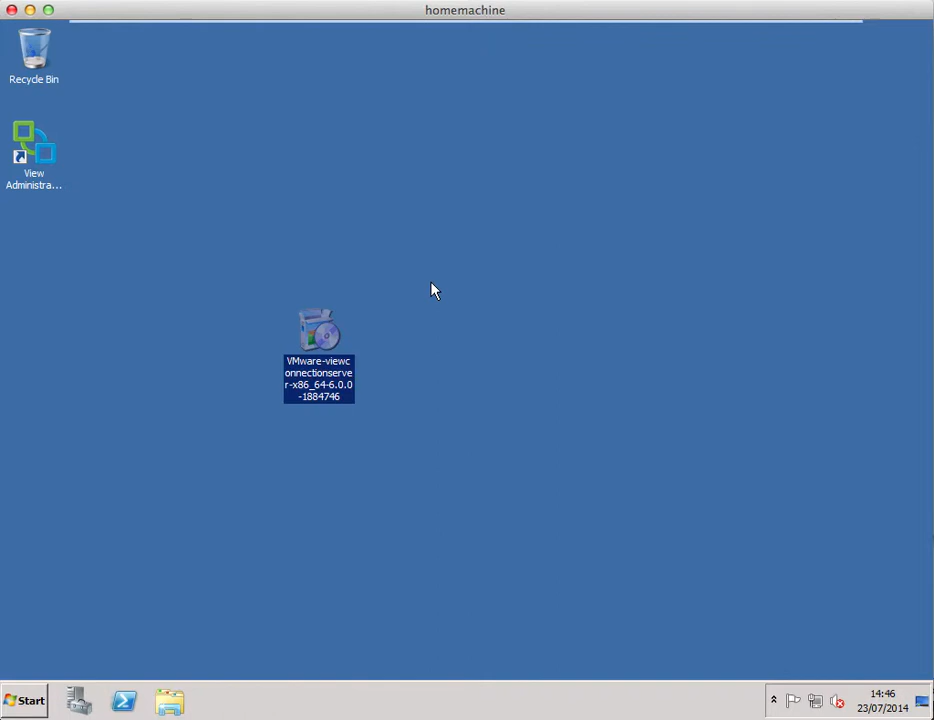 homemachine
Recycle Bin
View
Administra...
VMware-viewc
onnectionserve
r-x86_64-6.0.0
-1884746
Start
14:46
23/07/2014